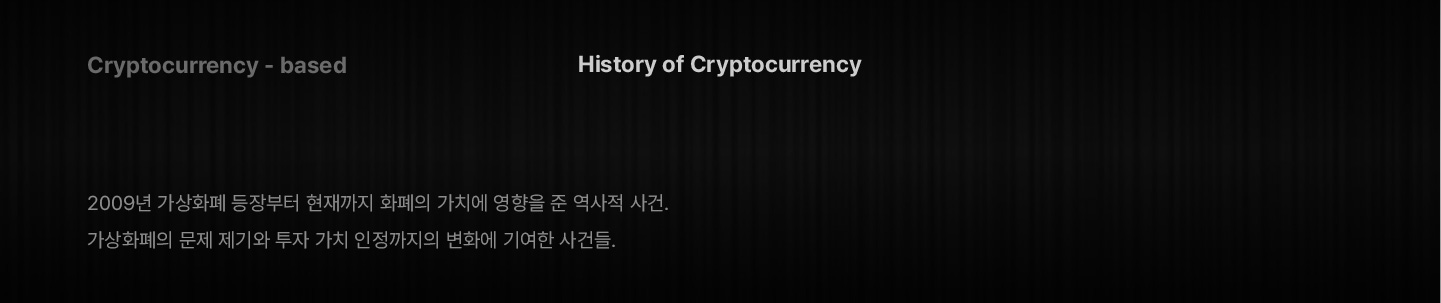 Cryptocurrency - based
History of Cryptocurrency
2009년 가상화폐 등장부터 현재까지 화폐의 가치에 영향을 준 역사적 사건.
가상화폐의 문제 제기와 투자 가치 인정까지의 변화에 기여한 사건들.